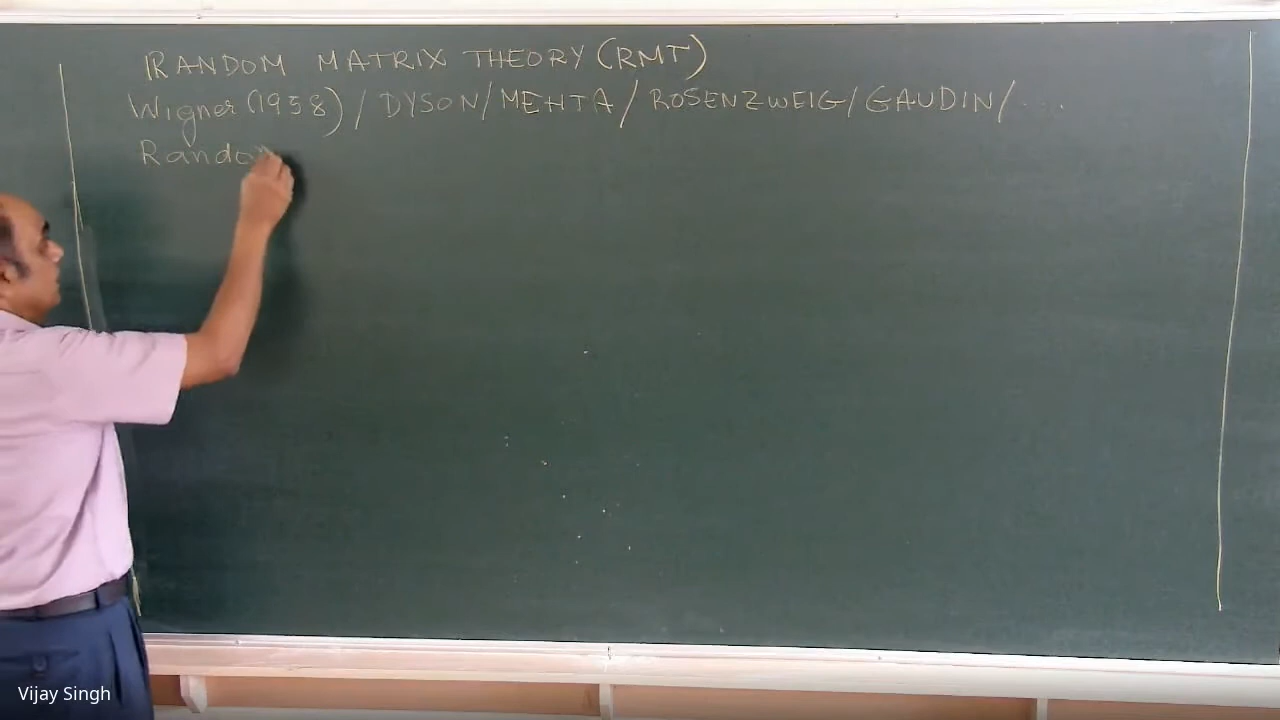 RANDOM MATRIX THEORY (RMT)
Wigner (1958) / DYSON / MEHTA / ROSENZWEIG / GAUDIN / ...
Rando
Vijay Singh